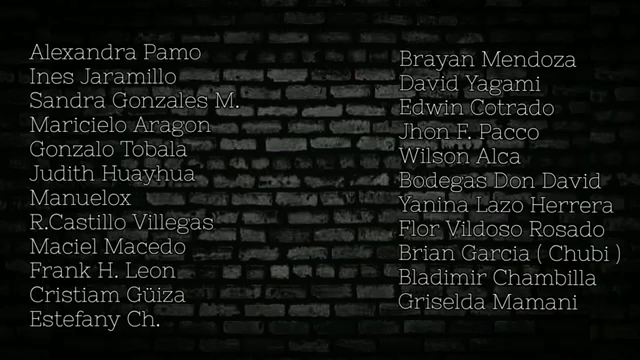 Alexandra Pamo
Ines Jaramillo
Sandra Gonzales M.
Maricielo Aragon
Gonzalo Tobala
Judith Huayhua
Manuelox
R.Castillo Villegas
Maciel Macedo
Frank H. Leon
Cristiam Güiza
Estefany Ch.
Brayan Mendoza
David Yagami
Edwin Cotrado
Jhon F. Pacco
Wilson Alca
Bodegas Don David
Yanina Lazo Herrera
Flor Vildoso Rosado
Brian Garcia ( Chubi )
Bladimir Chambilla
Griselda Mamani